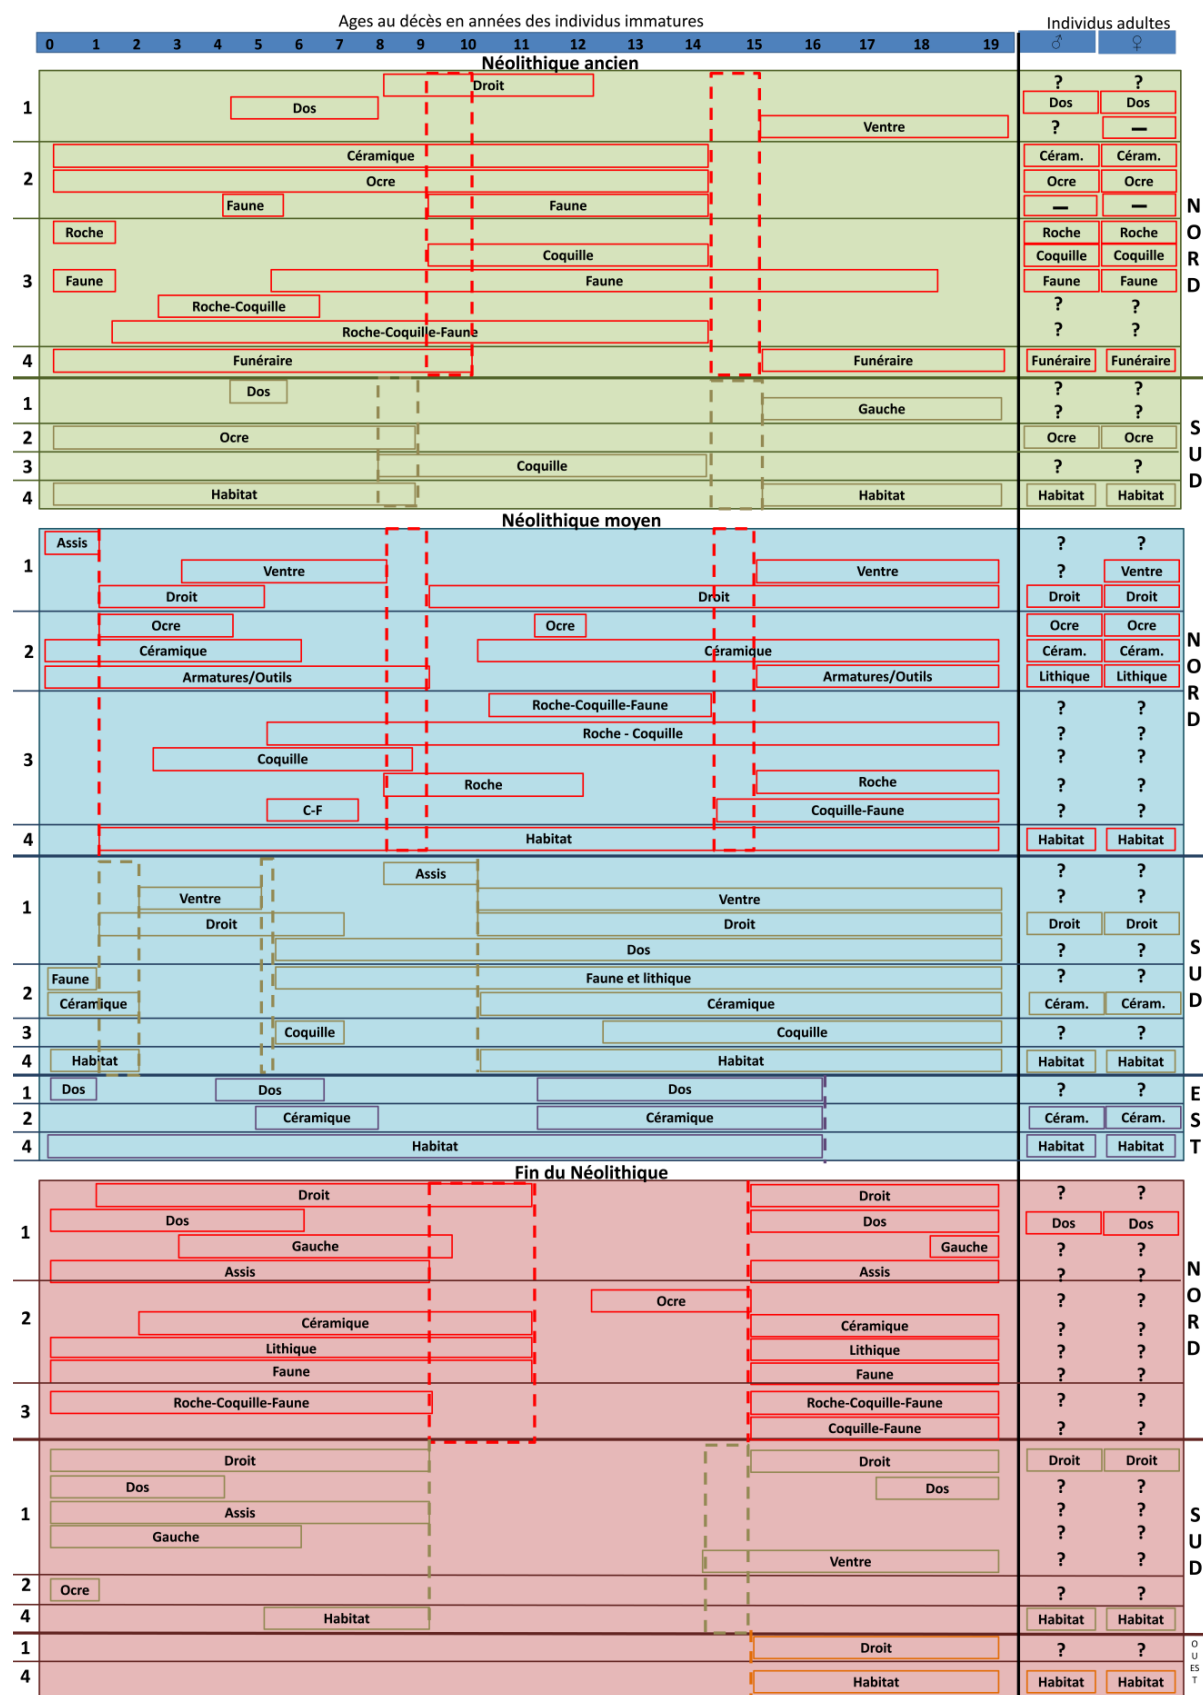 Ages au décès en années des individus immatures Individus adultes
0 1 2 3 4 5 6 7 8 9 10 11 12 13 14 15 16 17 18 19 ♂ ♀
Néolithique ancien
Droit ? ?
1 Dos Dos Dos
Ventre ? –
Céramique Céram. Céram.
2 Ocre Ocre Ocre
Faune Faune – –
Roche Roche Roche
Coquille Coquille Coquille
3 Faune Faune Faune Faune
Roche-Coquille ? ?
Roche-Coquille-Faune ? ?
4 Funéraire Funéraire Funéraire Funéraire
NORD
Dos ? ?
1 Gauche ? ?
2 Ocre Ocre Ocre
3 Coquille ? ?
4 Habitat Habitat Habitat Habitat
SUD
Néolithique moyen
Assis ? ?
1 Ventre Ventre ? Ventre
Droit Droit Droit Droit
Ocre Ocre Ocre Ocre
2 Céramique Céramique Céram. Céram.
Armatures/Outils Armatures/Outils Lithique Lithique
Roche-Coquille-Faune ? ?
Roche - Coquille ? ?
3 Coquille ? ?
Roche Roche ? ?
C-F Coquille-Faune ? ?
4 Habitat Habitat Habitat
NORD
Assis ? ?
1 Ventre Ventre ? ?
Droit Droit Droit Droit
Dos ? ?
Faune Faune et lithique ? ?
2 Céramique Céramique Céram. Céram.
3 Coquille Coquille ? ?
4 Habitat Habitat Habitat Habitat
SUD
1 Dos Dos Dos ? ?
2 Céramique Céramique Céram. Céram.
4 Habitat Habitat Habitat
EST
Fin du Néolithique
Droit Droit ? ?
1 Dos Dos Dos Dos
Gauche Gauche ? ?
Assis Assis ? ?
Ocre ? ?
2 Céramique Céramique ? ?
Lithique Lithique ? ?
Faune Faune ? ?
3 Roche-Coquille-Faune Roche-Coquille-Faune ? ?
Coquille-Faune ? ?
NORD
Droit Droit Droit Droit
Dos Dos ? ?
1 Assis ? ?
Gauche ? ?
Ventre ? ?
2 Ocre ? ?
4 Habitat Habitat Habitat
SUD
1 Droit ? ?
4 Habitat Habitat Habitat
OUEST